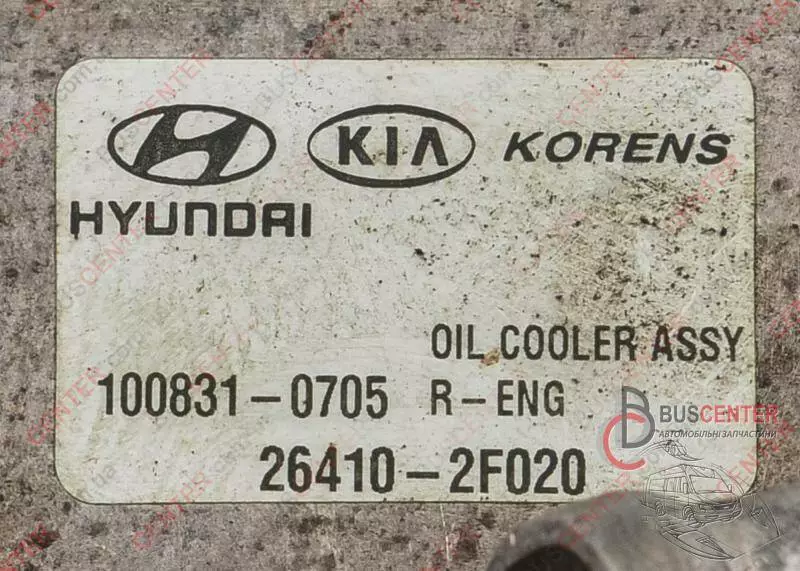 KIA KORENS
HYUNDAI
OIL COOLER ASSY
100831-0705 R-ENG
26410-2F020
BUSCENTER
АВТОМОБІЛЬНІ ЗАПЧАСТИНИ